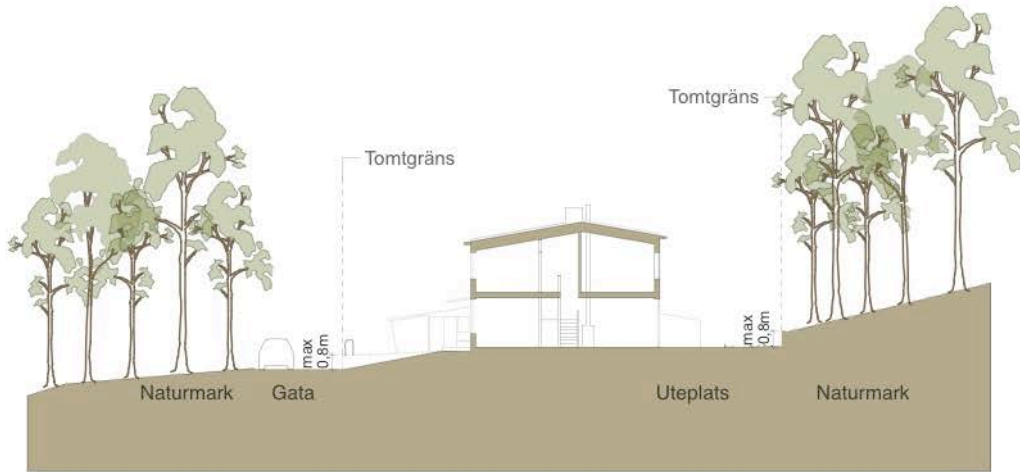 Tomtgräns
Tomtgräns
max
0,8m
max
0,8m
Naturmark
Gata
Uteplats
Naturmark